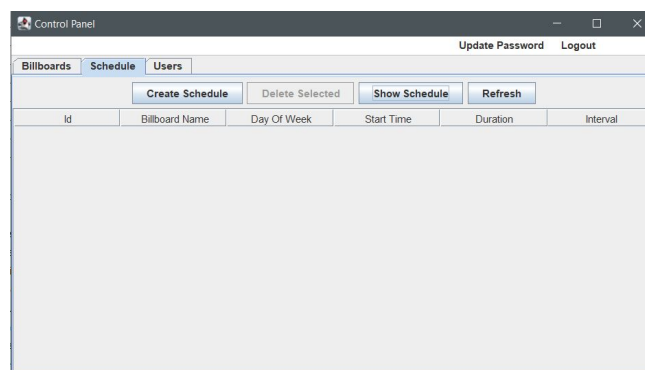 Control Panel
Update Password Logout
Billboards Schedule Users
Create Schedule Delete Selected Show Schedule Refresh
Id Billboard Name Day Of Week Start Time Duration Interval